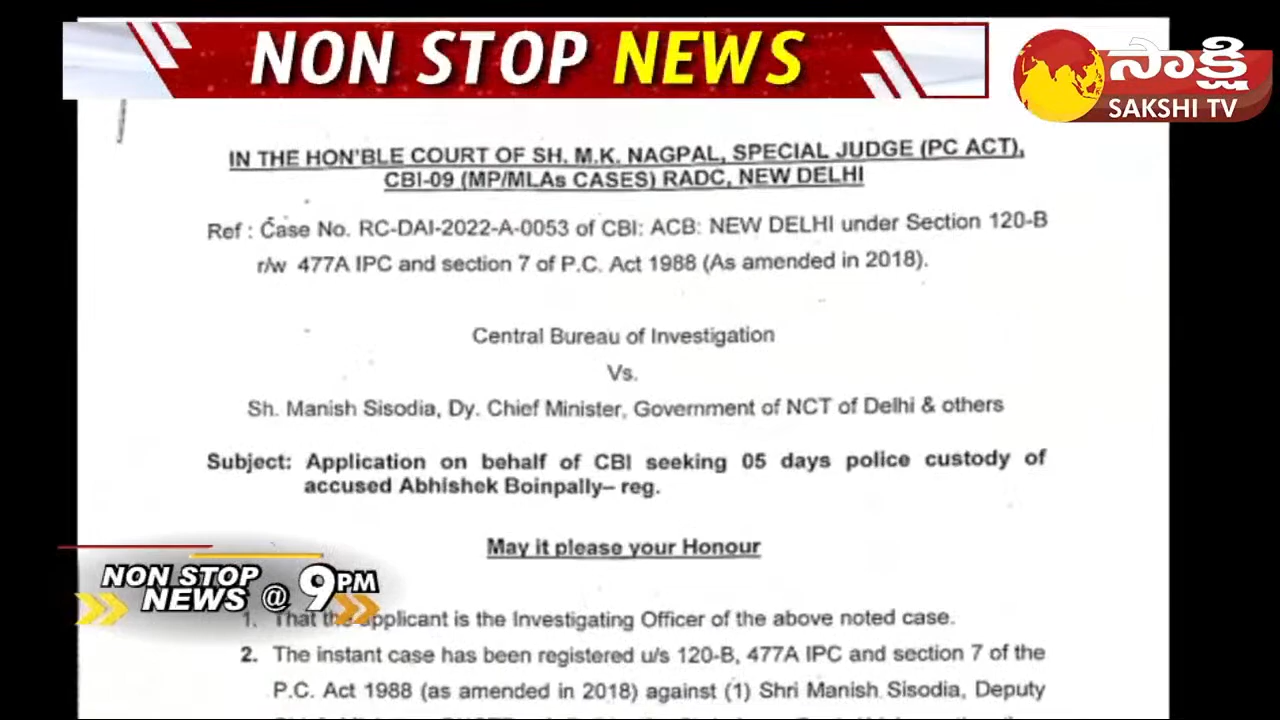 NON STOP NEWS
సాక్షి
SAKSHI TV
IN THE HON'BLE COURT OF SH. M.K. NAGPAL, SPECIAL JUDGE (PC ACT),
CBI-09 (MP/MLAs CASES) RADC, NEW DELHI
Ref : Case No. RC-DAI-2022-A-0053 of CBI: ACB: NEW DELHI under Section 120-B
r/w 477A IPC and section 7 of P.C. Act 1988 (As amended in 2018).
Central Bureau of Investigation
Vs.
Sh. Manish Sisodia, Dy. Chief Minister, Government of NCT of Delhi & others
Subject: Application on behalf of CBI seeking 05 days police custody of
accused Abhishek Boinpally– reg.
May it please your Honour
NON STOP
NEWS @ 9PM
1. That the applicant is the Investigating Officer of the above noted case.
2. The instant case has been registered u/s 120-B, 477A IPC and section 7 of the
P.C. Act 1988 (as amended in 2018) against (1) Shri Manish Sisodia, Deputy